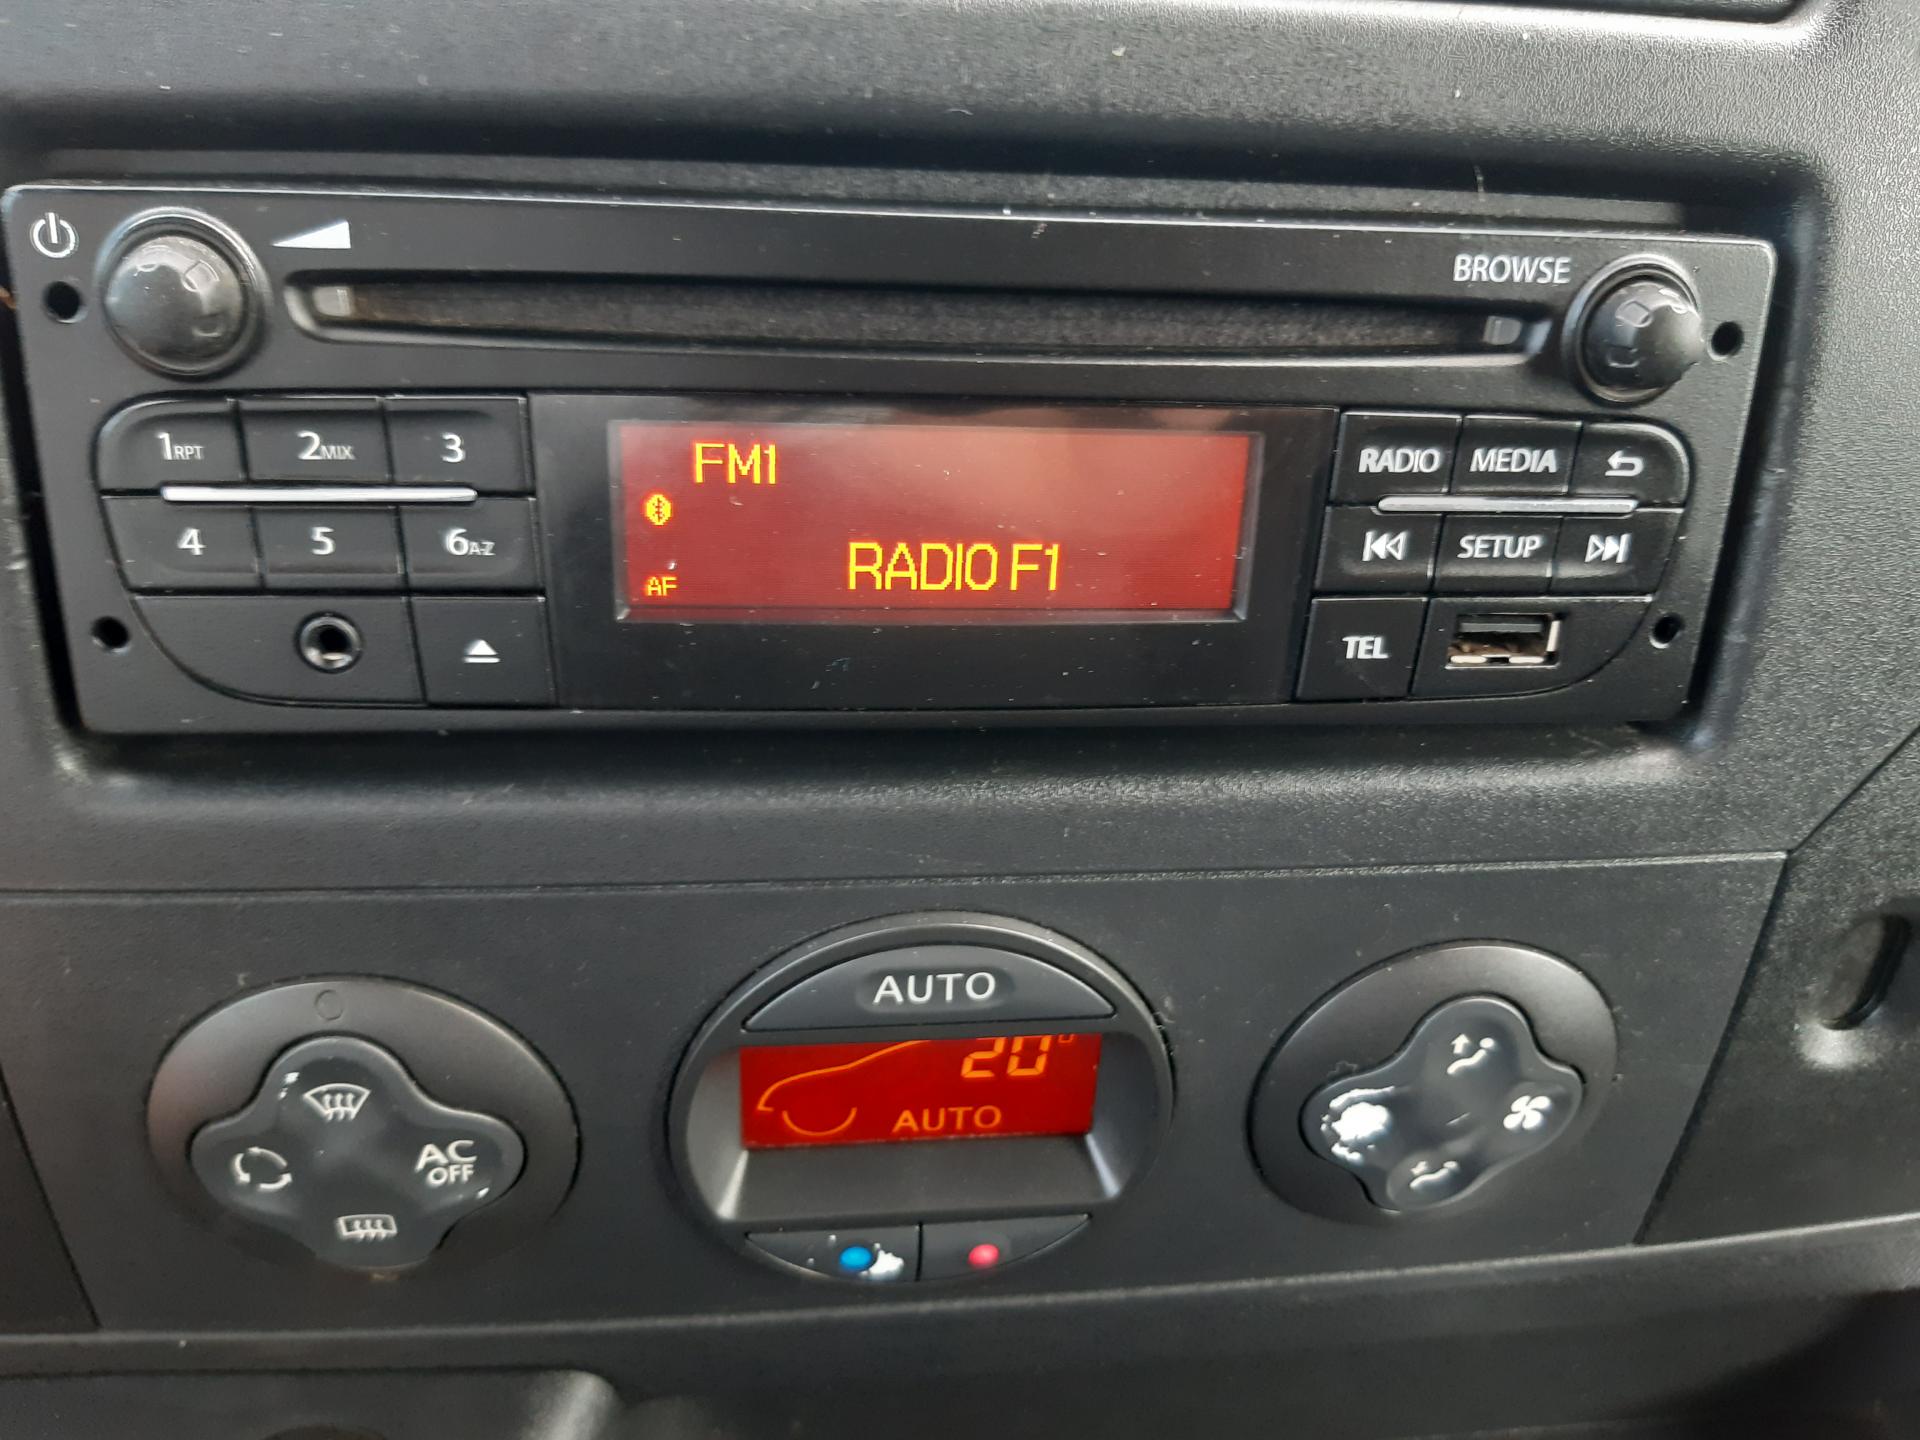 BROWSE
1RPT 2MIX 3
4 5 6A-Z
FM1
AF RADIO F1
RADIO MEDIA
SETUP
TEL
AUTO
20°
AUTO
AC
OFF